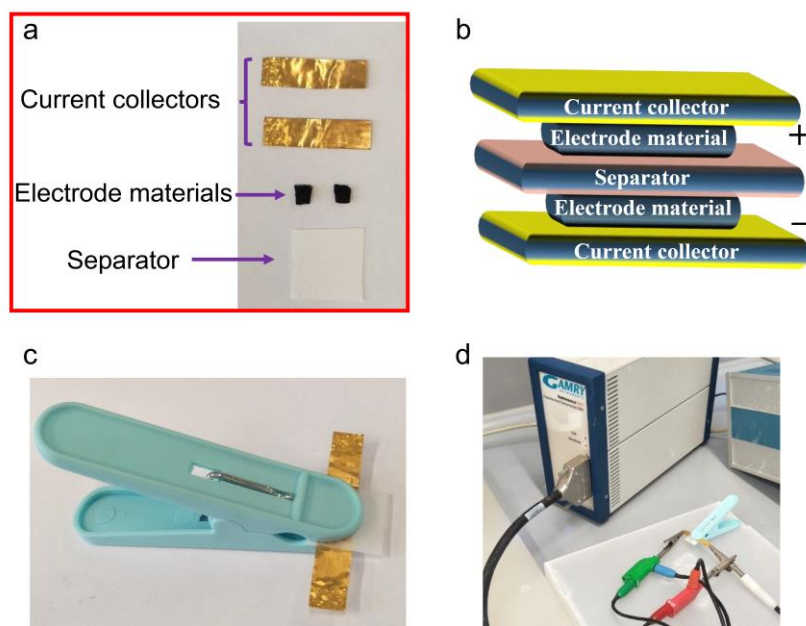 a
Current collectors
Electrode materials
Separator
b
Current collector
Electrode material
+
Separator
Electrode material
−
Current collector
c
d
GAMRY